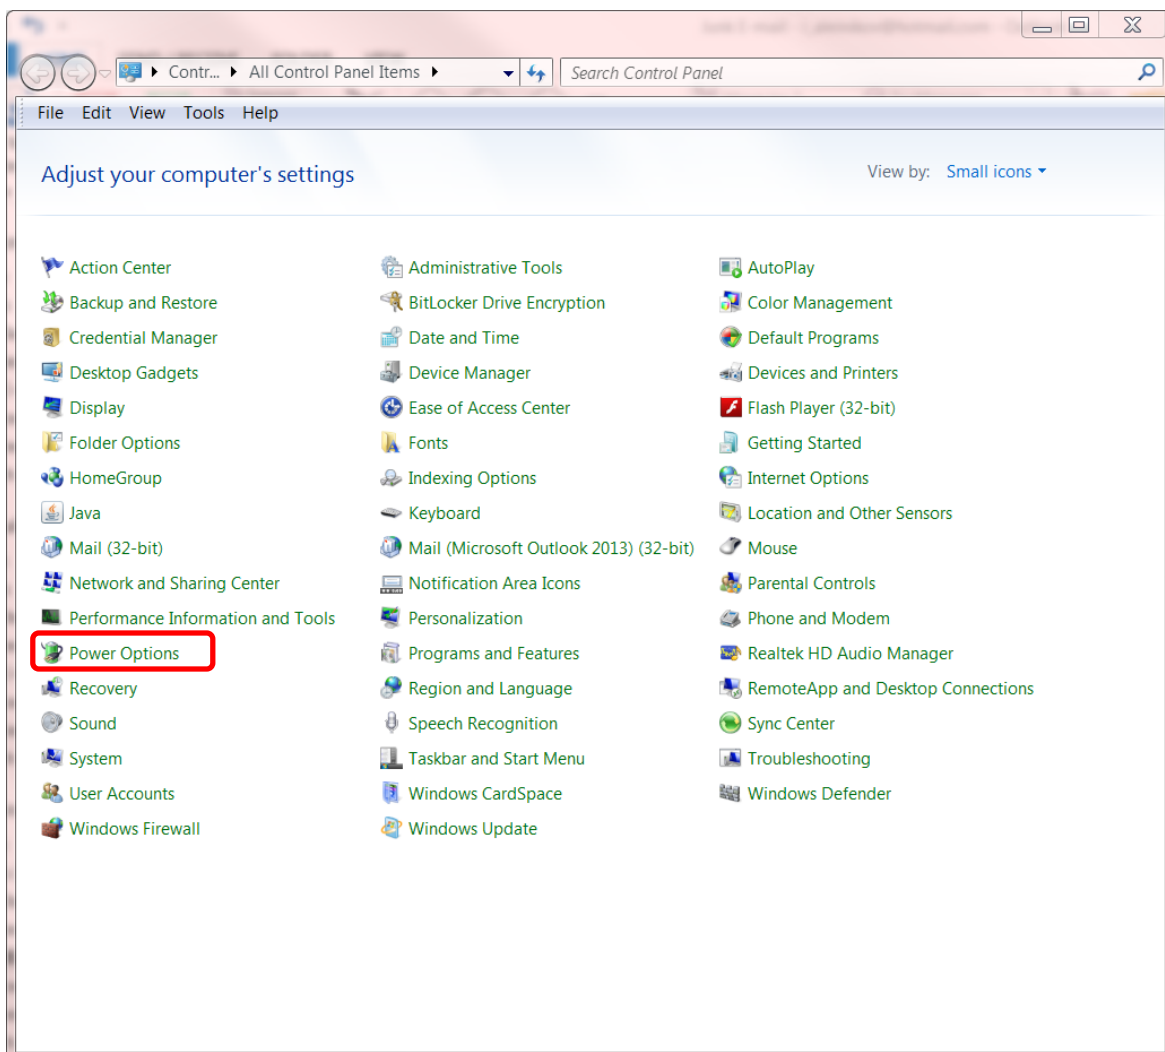 Contr... All Control Panel Items Search Control Panel
File Edit View Tools Help
Adjust your computer's settings View by: Small icons
Action Center Administrative Tools AutoPlay
Backup and Restore BitLocker Drive Encryption Color Management
Credential Manager Date and Time Default Programs
Desktop Gadgets Device Manager Devices and Printers
Display Ease of Access Center Flash Player (32-bit)
Folder Options Fonts Getting Started
HomeGroup Indexing Options Internet Options
Java Keyboard Location and Other Sensors
Mail (32-bit) Mail (Microsoft Outlook 2013) (32-bit) Mouse
Network and Sharing Center Notification Area Icons Parental Controls
Performance Information and Tools Personalization Phone and Modem
Power Options Programs and Features Realtek HD Audio Manager
Recovery Region and Language RemoteApp and Desktop Connections
Sound Speech Recognition Sync Center
System Taskbar and Start Menu Troubleshooting
User Accounts Windows CardSpace Windows Defender
Windows Firewall Windows Update